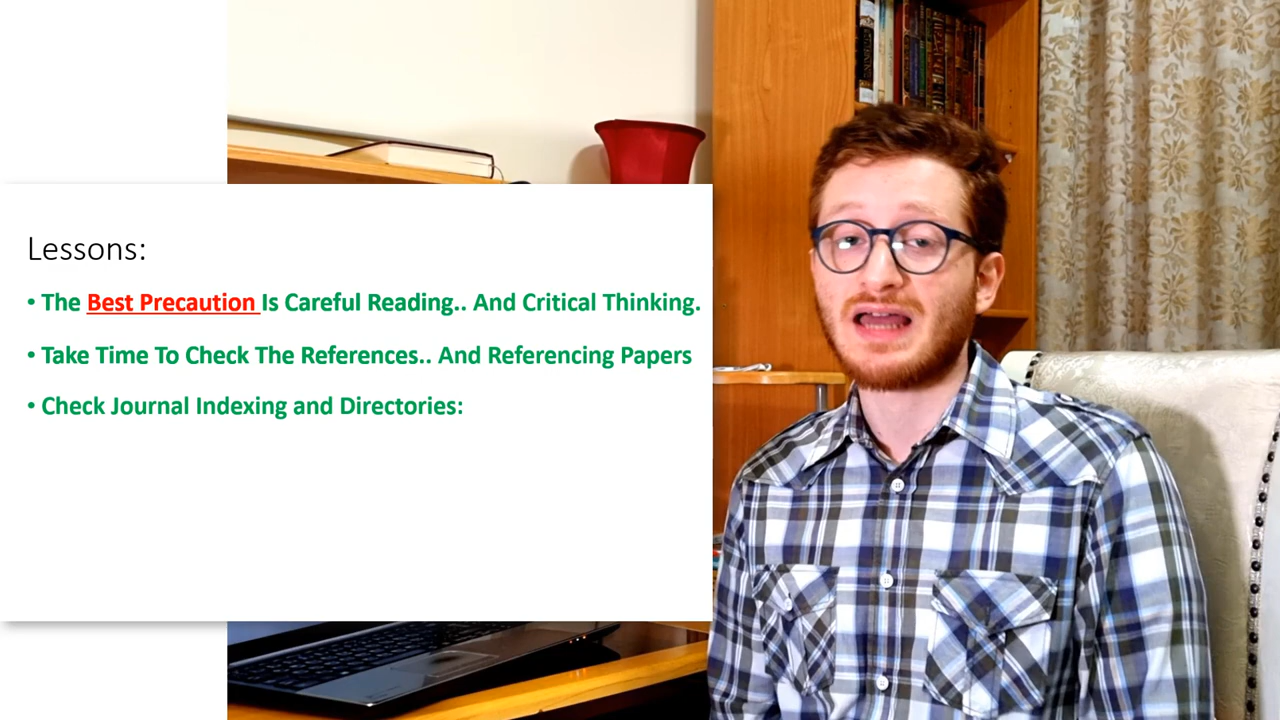 Lessons:
• The Best Precaution Is Careful Reading.. And Critical Thinking.
• Take Time To Check The References.. And Referencing Papers
• Check Journal Indexing and Directories: